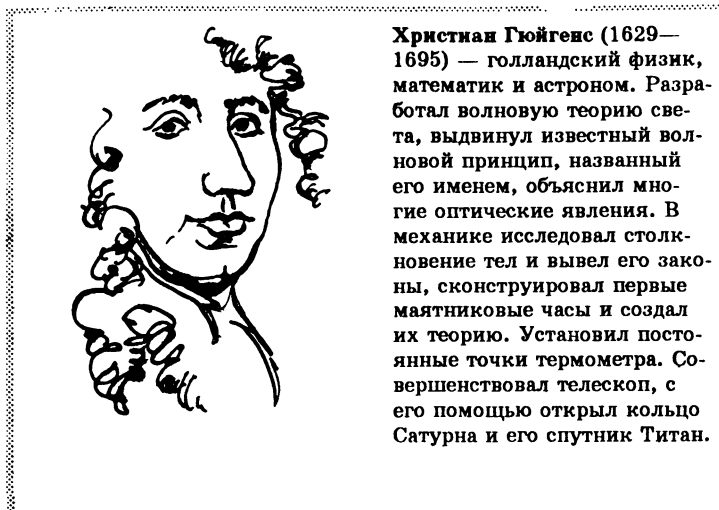 Христиан Гюйгенс (1629—
1695) — голландский физик,
математик и астроном. Разра-
ботал волновую теорию све-
та, выдвинул известный вол-
новой принцип, названный
его именем, объяснил мно-
гие оптические явления. В
механике исследовал столк-
новение тел и вывел его зако-
ны, сконструировал первые
маятниковые часы и создал
их теорию. Установил посто-
янные точки термометра. Со-
вершенствовал телескоп, с
его помощью открыл кольцо
Сатурна и его спутник Титан.